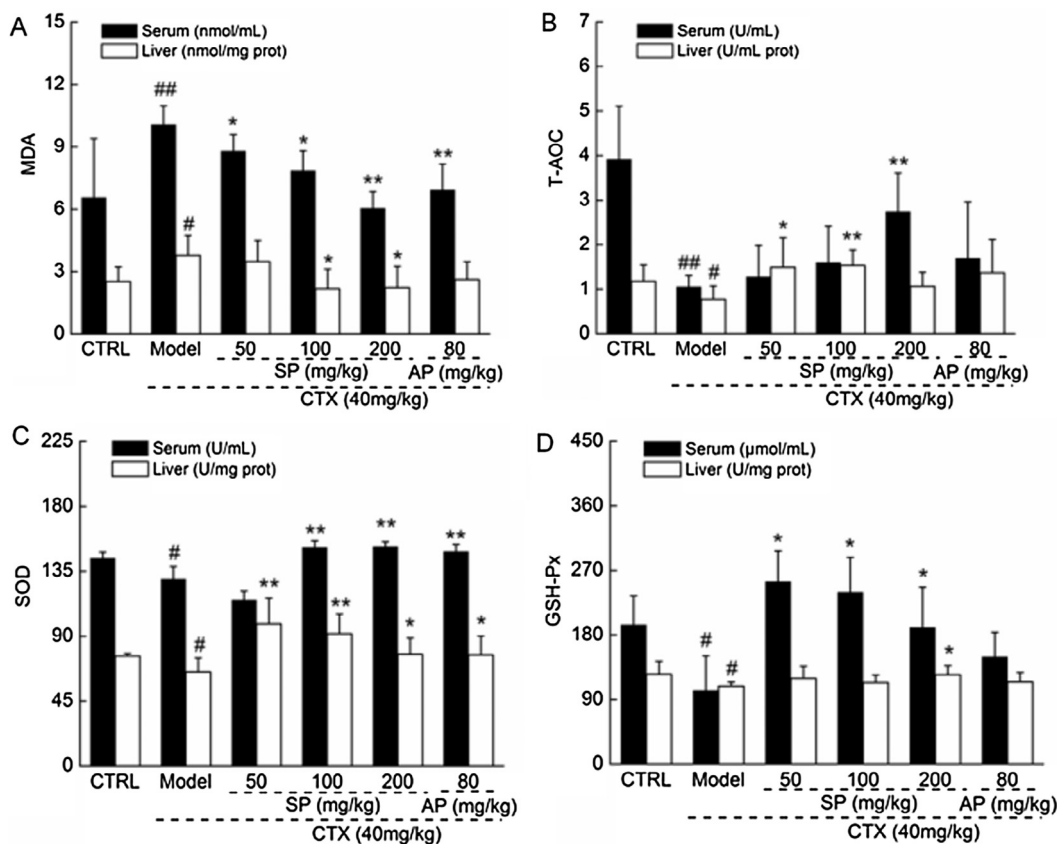 A
Serum (nmol/mL)
Liver (nmol/mg prot)
MDA
15
12
9
6
3
0
##
#
*
*
*
**
*
**
CTRL Model 50 100 200 80
SP (mg/kg) AP (mg/kg)
CTX (40mg/kg)
B
Serum (U/mL)
Liver (U/mL prot)
T-AOC
7
6
5
4
3
2
1
0
##
#
*
**
**
CTRL Model 50 100 200 80
SP (mg/kg) AP (mg/kg)
CTX (40mg/kg)
C
Serum (U/mL)
Liver (U/mg prot)
SOD
225
180
135
90
45
0
#
#
**
**
**
**
*
**
*
CTRL Model 50 100 200 80
SP (mg/kg) AP (mg/kg)
CTX (40mg/kg)
D
Serum (µmol/mL)
Liver (U/mg prot)
GSH-Px
450
360
270
180
90
0
#
#
*
*
*
*
CTRL Model 50 100 200 80
SP (mg/kg) AP (mg/kg)
CTX (40mg/kg)